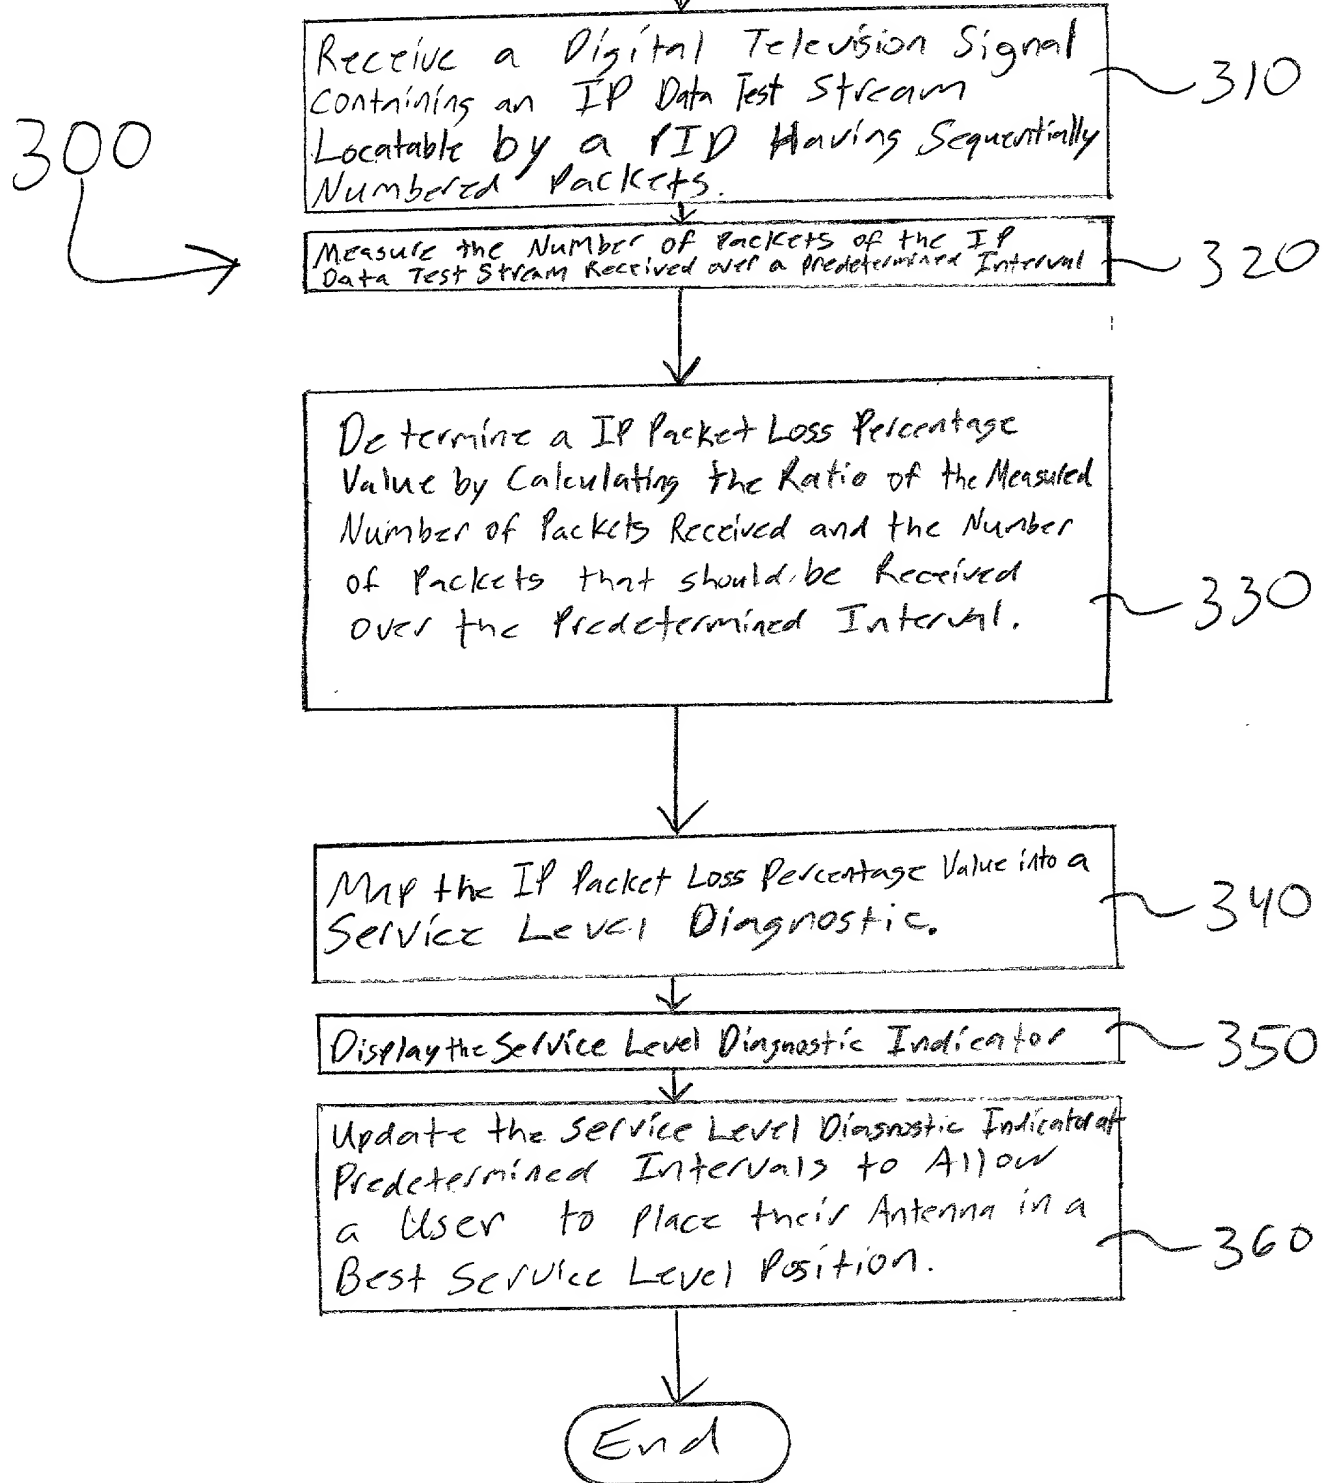 Receive a Digital Television Signal
Containing an IP Data Test Stream
Locatable by a PID Having Sequentially
Numbered Packets.
310
300
Measure the Number of Packets of the IP
Data Test Stream Received over a Predetermined Interval
320
Determine a IP Packet Loss Percentage
Value by Calculating the Ratio of the Measured
Number of Packets Received and the Number
of Packets that should be Received
over the Predetermined Interval.
330
Map the IP Packet Loss Percentage Value into a
Service Level Diagnostic.
340
Display the Service Level Diagnostic Indicator
350
Update the Service Level Diagnostic Indicator at
Predetermined Intervals to Allow
a User to Place their Antenna in a
Best Service Level Position.
360
End